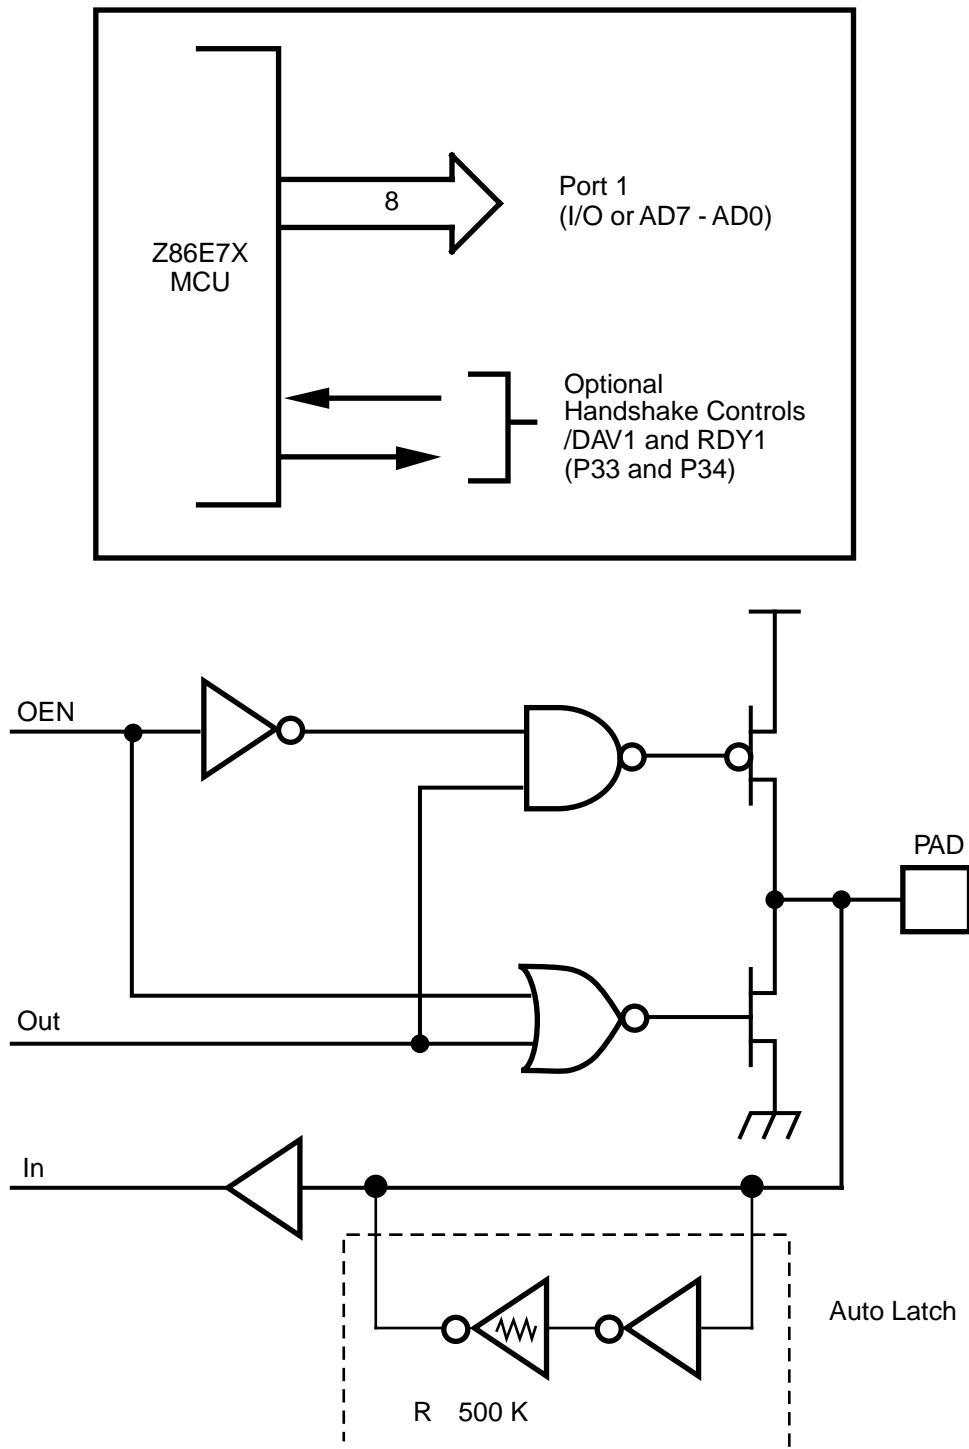 Z86E7X
MCU
8
Port 1
(I/O or AD7 - AD0)
Optional
Handshake Controls
/DAV1 and RDY1
(P33 and P34)
OEN
PAD
Out
In
Auto Latch
R 500 K